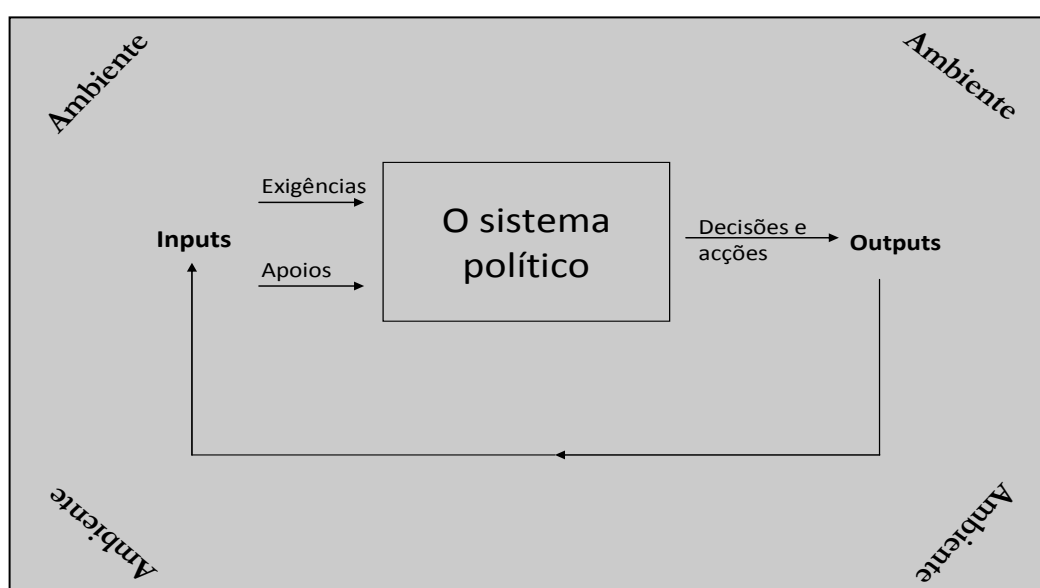 Ambiente
Ambiente
Exigências
O sistema
político
Decisões e
acções
Inputs
Outputs
Apoios
Ambiente
Ambiente